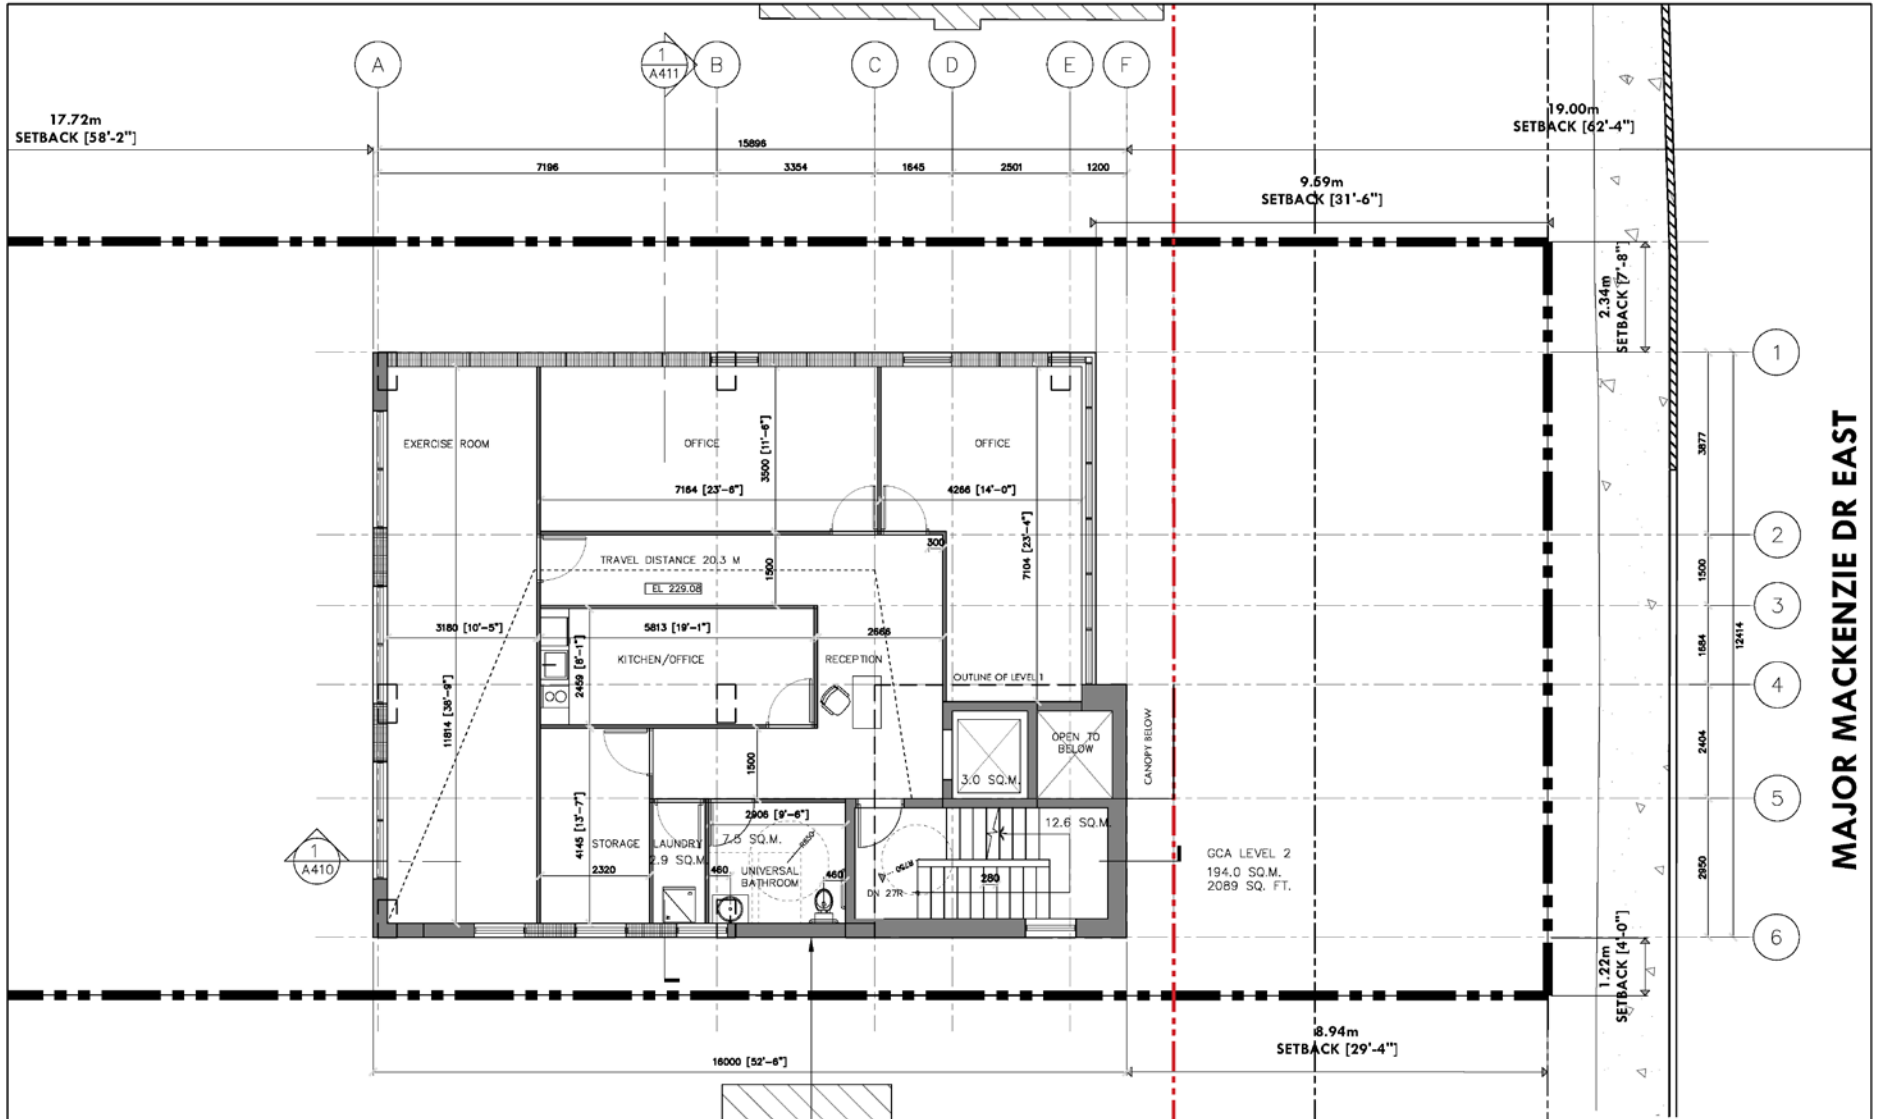 A
1
A411
B
C
D
E
F
17.72m
SETBACK [58'-2"]
19.00m
SETBACK [62'-4"]
15896
7196
3354
1645
2501
1200
9.59m
SETBACK [31'-6"]
2.34m
SETBACK [7'-8"]
1
EXERCISE ROOM
OFFICE
OFFICE
3500 [11'-6"]
7164 [23'-6"]
4266 [14'-0"]
3877
MAJOR MACKENZIE DR EAST
2
300
7104 [23'-4"]
TRAVEL DISTANCE 20.3 M
1500
EL 229.08
1500
3
3180 [10'-5"]
5813 [19'-1"]
2666
1684
12414
KITCHEN/OFFICE
2459 [8'-1"]
RECEPTION
OUTLINE OF LEVEL 1
4
11814 [38'-9"]
OPEN TO
BELOW
CANOPY BELOW
2404
1500
3.0 SQ.M.
5
2906 [9'-6"]
7.5 SQ.M.
12.6 SQ.M.
4145 [13'-7"]
STORAGE
LAUNDRY
2.9 SQ.M.
R850
R750
1
A410
2320
460
UNIVERSAL
BATHROOM
460
280
DN 27R
GCA LEVEL 2
194.0 SQ.M.
2089 SQ. FT.
2950
6
1.22m
SETBACK [4'-0"]
8.94m
SETBACK [29'-4"]
16000 [52'-6"]